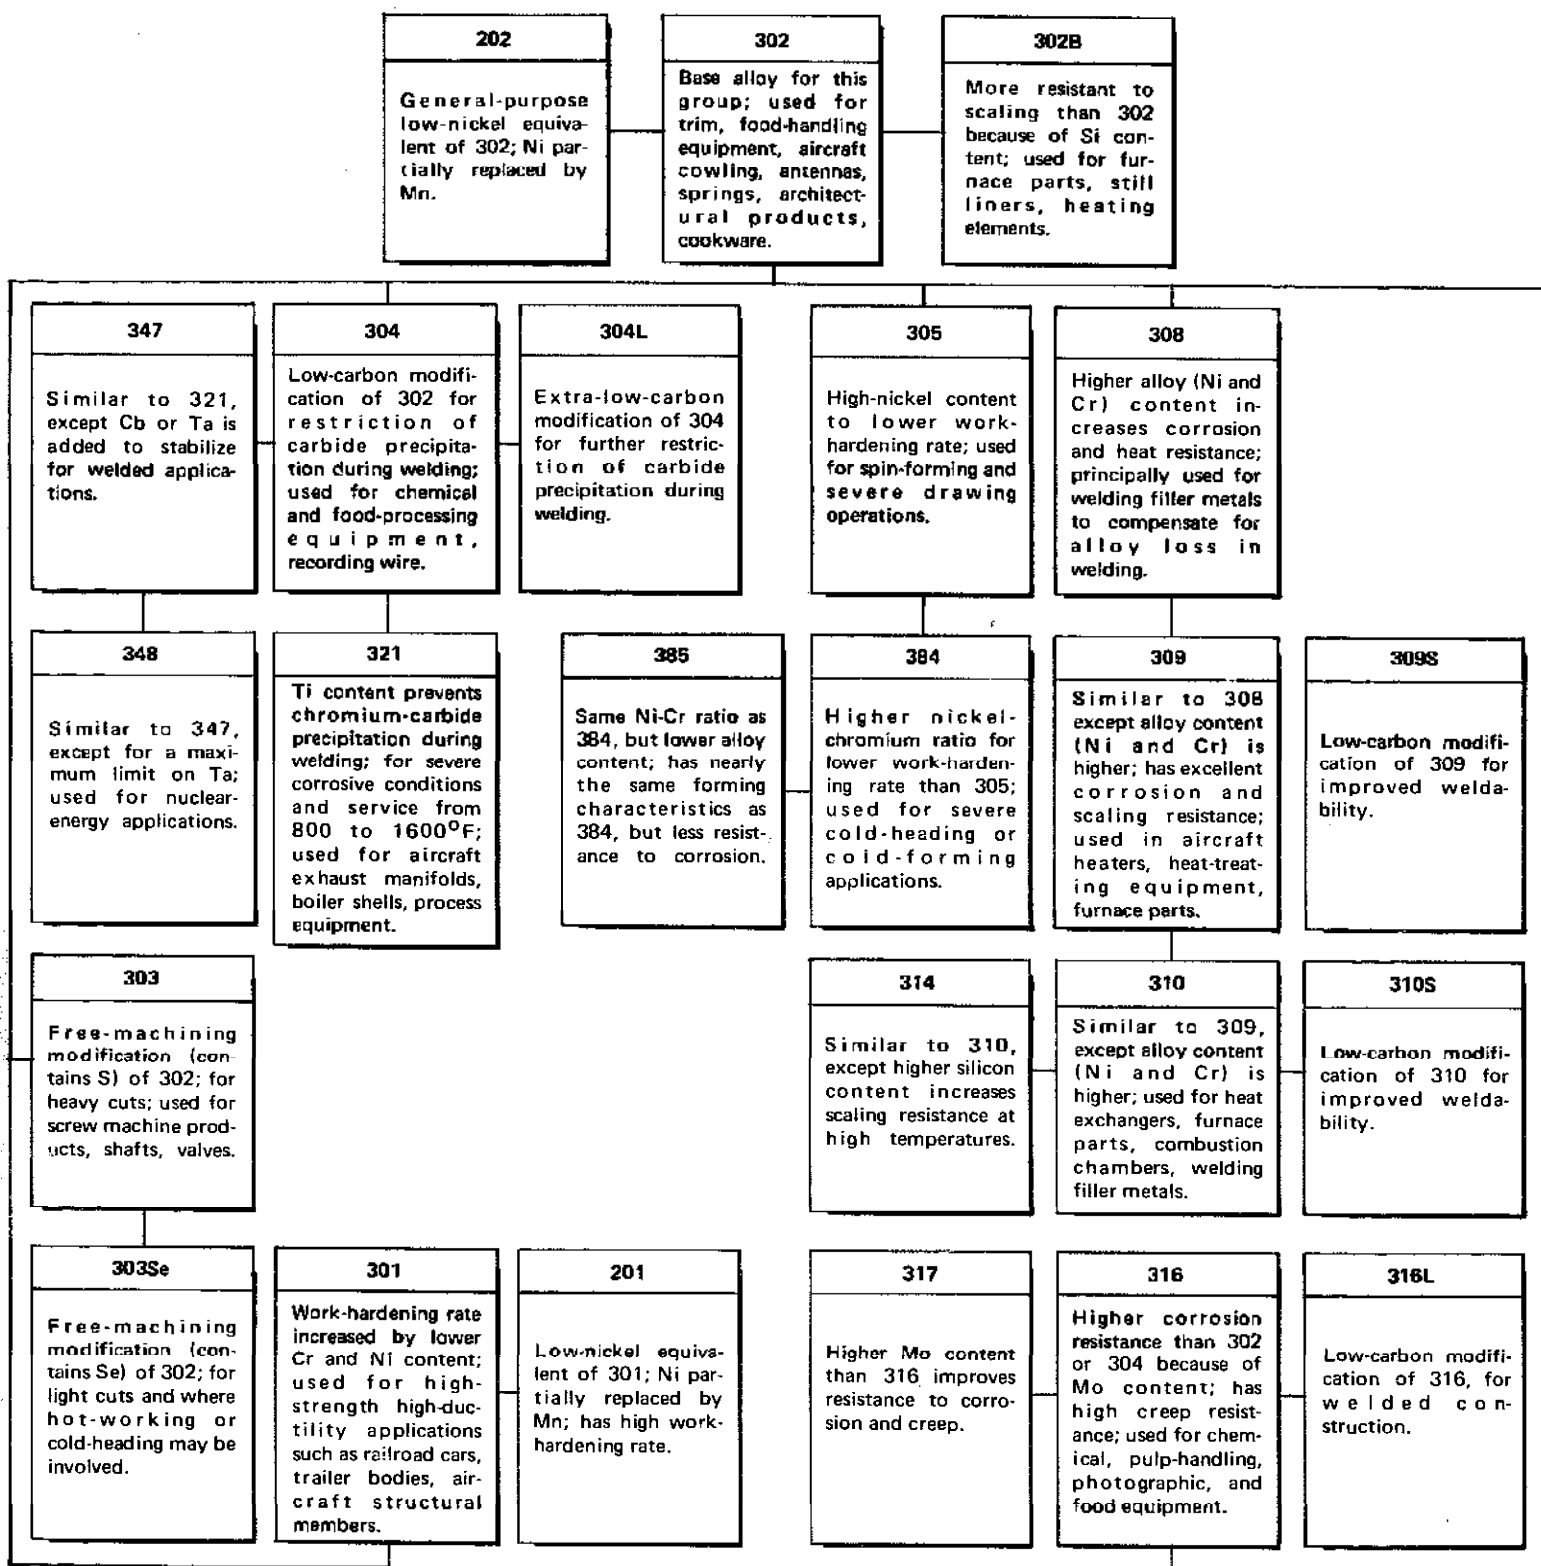 202
General-purpose
low-nickel equiva-
lent of 302; Ni par-
tially replaced by
Mn.
302
Base alloy for this
group; used for
trim, food-handling
equipment, aircraft
cowling, antennas,
springs, architect-
ural products,
cookware.
302B
More resistant to
scaling than 302
because of Si con-
tent; used for fur-
nace parts, still
liners, heating
elements.
347
Similar to 321,
except Cb or Ta is
added to stabilize
for welded applica-
tions.
304
Low-carbon modifi-
cation of 302 for
restriction of
carbide precipita-
tion during welding;
used for chemical
and food-processing
equipment,
recording wire.
304L
Extra-low-carbon
modification of 304
for further restric-
tion of carbide
precipitation during
welding.
305
High-nickel content
to lower work-
hardening rate; used
for spin-forming and
severe drawing
operations.
308
Higher alloy (Ni and
Cr) content in-
creases corrosion
and heat resistance;
principally used for
welding filler metals
to compensate for
alloy loss in
welding.
348
Similar to 347,
except for a max-
imum limit on Ta;
used for nuclear-
energy applications.
321
Ti content prevents
chromium-carbide
precipitation during
welding; for severe
corrosive conditions
and service from
800 to 1600°F;
used for aircraft
exhaust manifolds,
boiler shells, process
equipment.
385
Same Ni-Cr ratio as
384, but lower alloy
content; has nearly
the same forming
characteristics as
384, but less resist-
ance to corrosion.
384
Higher nickel-
chromium ratio for
lower work-harden-
ing rate than 305;
used for severe
cold-heading or
cold-forming
applications.
309
Similar to 308
except alloy content
(Ni and Cr) is
higher; has excellent
corrosion and
scaling resistance;
used in aircraft
heaters, heat-treat-
ing equipment,
furnace parts.
309S
Low-carbon modifi-
cation of 309 for
improved welda-
bility.
303
Free-machining
modification (con-
tains S) of 302; for
heavy cuts; used for
screw machine prod-
ucts, shafts, valves.
314
Similar to 310,
except higher silicon
content increases
scaling resistance at
high temperatures.
310
Similar to 309,
except alloy content
(Ni and Cr) is
higher; used for heat
exchangers, furnace
parts, combustion
chambers, welding
filler metals.
310S
Low-carbon modifi-
cation of 310 for
improved welda-
bility.
303Se
Free-machining
modification (con-
tains Se) of 302; for
light cuts and where
hot-working or
cold-heading may be
involved.
301
Work-hardening rate
increased by lower
Cr and Ni content;
used for high-
strength high-duc-
tility applications
such as railroad cars,
trailer bodies, air-
craft structural
members.
201
Low-nickel equiva-
lent of 301; Ni par-
tially replaced by
Mn; has high work-
hardening rate.
317
Higher Mo content
than 316 improves
resistance to corro-
sion and creep.
316
Higher corrosion
resistance than 302
or 304 because of
Mo content; has
high creep resist-
ance; used for chem-
ical, pulp-handling,
photographic, and
food equipment.
316L
Low-carbon modifi-
cation of 316, for
welded con-
struction.